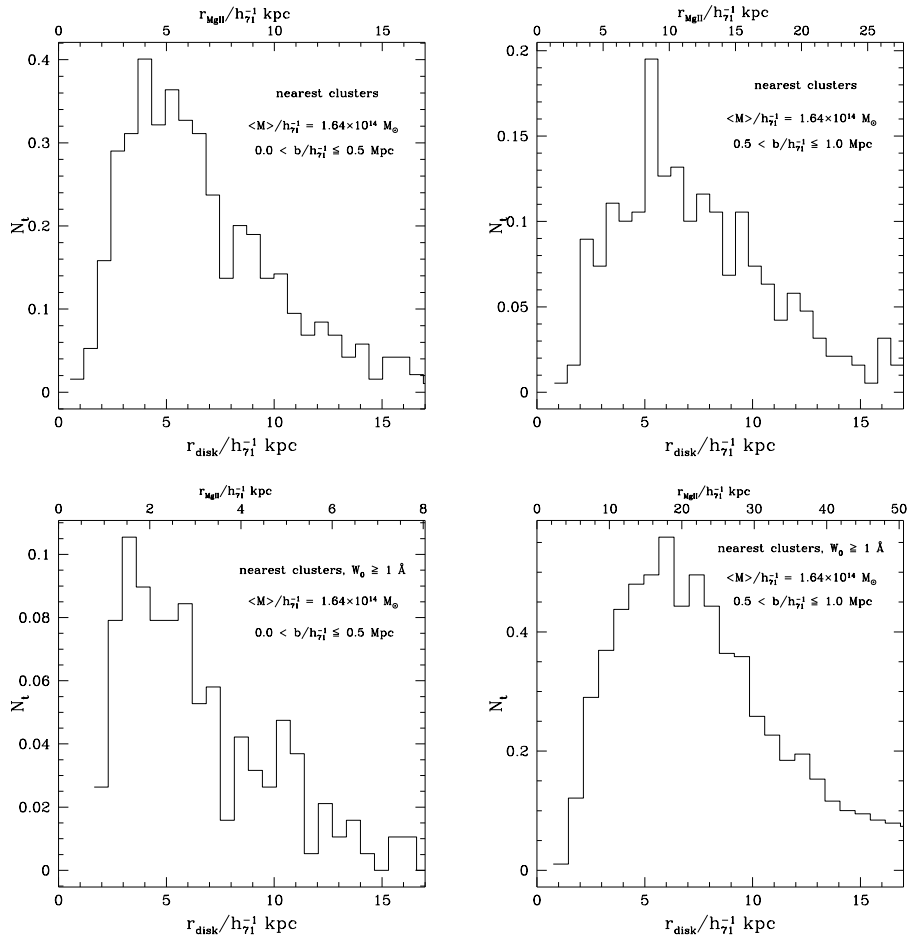 r_MgII/h_71^-1 kpc
0 5 10 15
0.4
0.3
0.2
0.1
0
N_t
nearest clusters
<M>/h_71^-1 = 1.64×10^14 M_⊙
0.0 < b/h_71^-1 ≦ 0.5 Mpc
0 5 10 15
r_disk/h_71^-1 kpc
r_MgII/h_71^-1 kpc
0 5 10 15 20 25
0.2
0.15
0.1
0.05
0
N_t
nearest clusters
<M>/h_71^-1 = 1.64×10^14 M_⊙
0.5 < b/h_71^-1 ≦ 1.0 Mpc
0 5 10 15
r_disk/h_71^-1 kpc
r_MgII/h_71^-1 kpc
0 2 4 6 8
0.1
0.08
0.06
0.04
0.02
0
N_t
nearest clusters, W_0 ≧ 1 Å
<M>/h_71^-1 = 1.64×10^14 M_⊙
0.0 < b/h_71^-1 ≦ 0.5 Mpc
0 5 10 15
r_disk/h_71^-1 kpc
r_MgII/h_71^-1 kpc
0 10 20 30 40 50
0.4
0.2
0
N_t
nearest clusters, W_0 ≧ 1 Å
<M>/h_71^-1 = 1.64×10^14 M_⊙
0.5 < b/h_71^-1 ≦ 1.0 Mpc
0 5 10 15
r_disk/h_71^-1 kpc